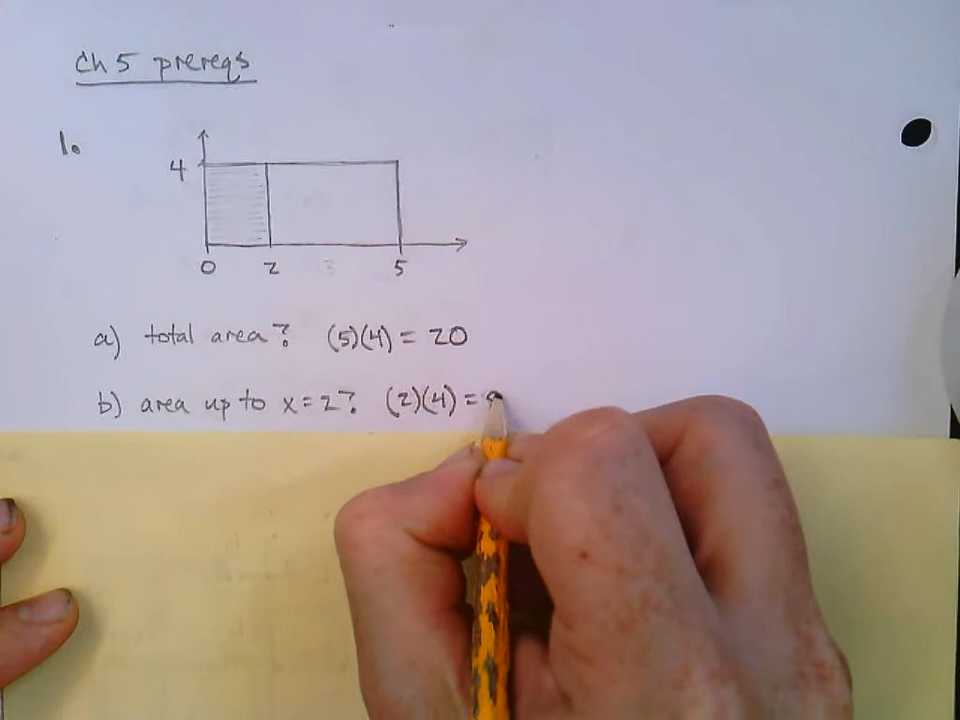 Ch 5 prereqs
1.
4
0 2 5
a) total area? (5)(4) = 20
b) area up to x = 2? (2)(4) =